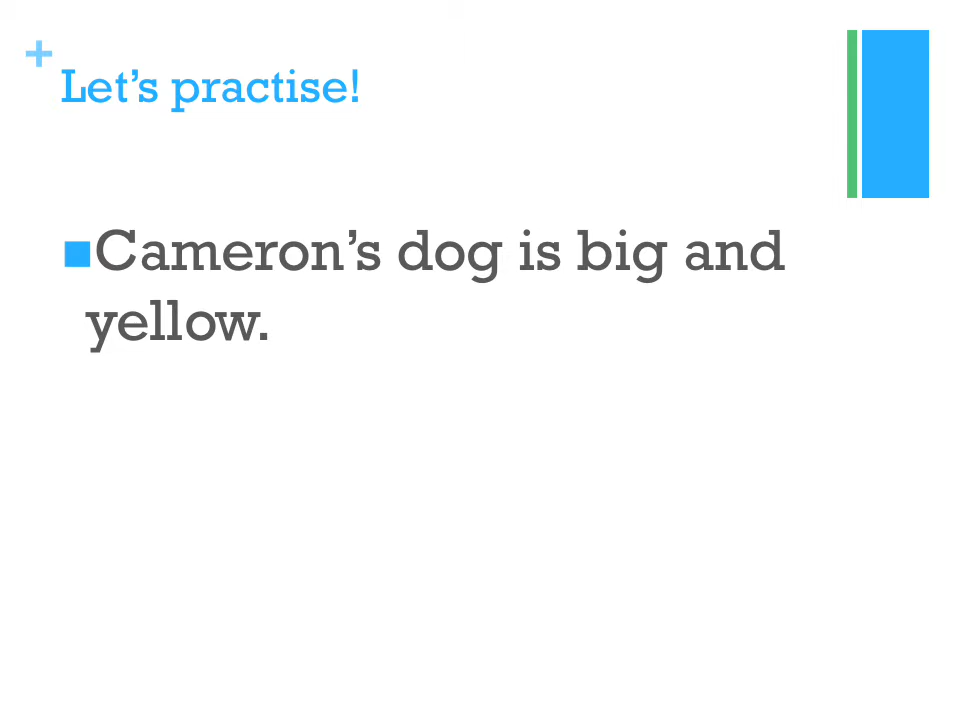 +
Let’s practise!
■Cameron’s dog is big and
yellow.